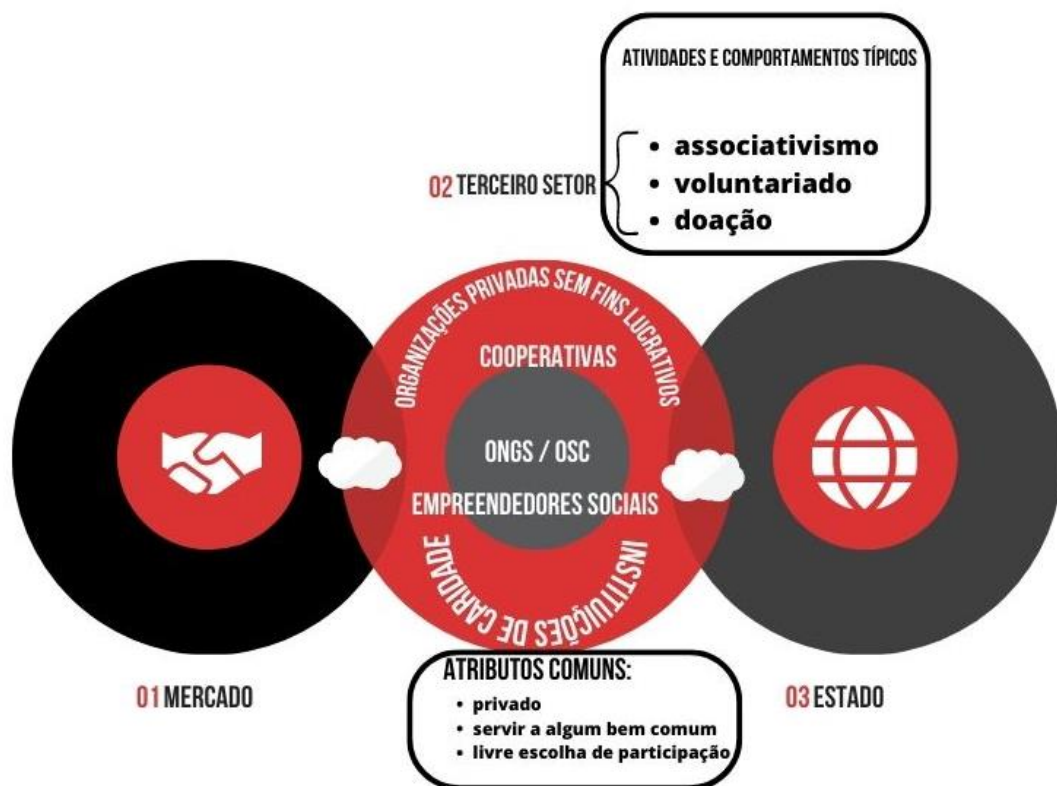 ATIVIDADES E COMPORTAMENTOS TÍPICOS
• associativismo
• voluntariado
• doação
02 TERCEIRO SETOR
ORGANIZAÇÕES PRIVADAS SEM FINS LUCRATIVOS
COOPERATIVAS
ONGS / OSC
EMPREENDEDORES SOCIAIS
INSTITUIÇÕES DE CARIDADE
01 MERCADO
ATRIBUTOS COMUNS:
• privado
• servir a algum bem comum
• livre escolha de participação
03 ESTADO